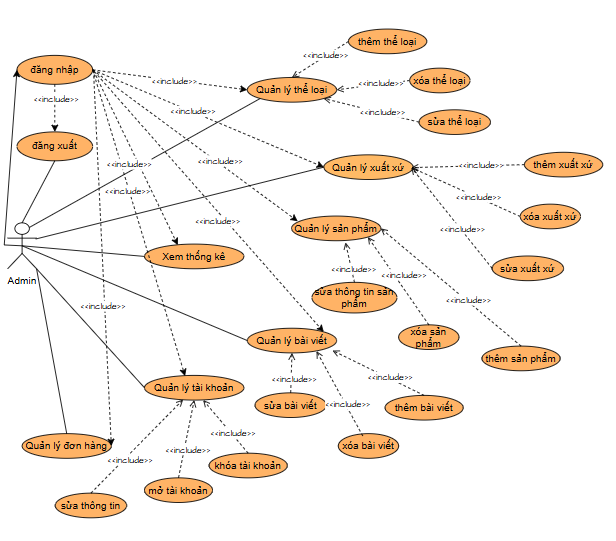 thêm thể loại
<<include>>
đăng nhập
<<include>>
xóa thể loại
<<include>>
Quản lý thể loại
<<include>>
<<include>>
sửa thể loại
đăng xuất
<<include>>
<<include>>
<<include>>
Quản lý xuất xứ
<<include>>
thêm xuất xứ
<<include>>
<<include>>
xóa xuất xứ
<<include>>
Quản lý sản phẩm
<<include>>
Xem thống kê
<<include>>
sửa xuất xứ
Admin
<<include>>
<<include>>
sửa thông tin sản
phẩm
<<include>>
<<include>>
xóa sản
phẩm
Quản lý bài viết
thêm sản phẩm
<<include>>
<<include>>
Quản lý tài khoản
sửa bài viết
<<include>>
thêm bài viết
<<include>>
Quản lý đơn hàng
xóa bài viết
<<include>>
<<include>>
khóa tài khoản
mở tài khoản
sửa thông tin